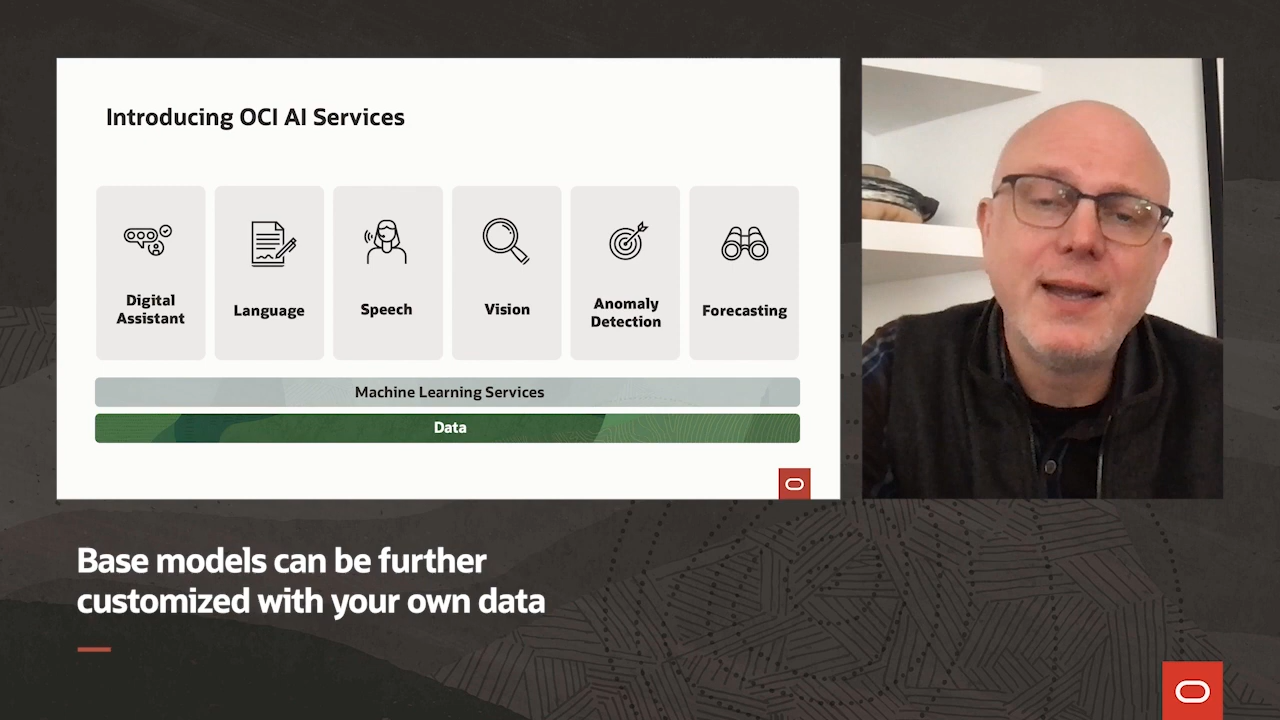 Introducing OCI AI Services
Digital
Assistant
Language
Speech
Vision
Anomaly
Detection
Forecasting
Machine Learning Services
Data
Base models can be further
customized with your own data